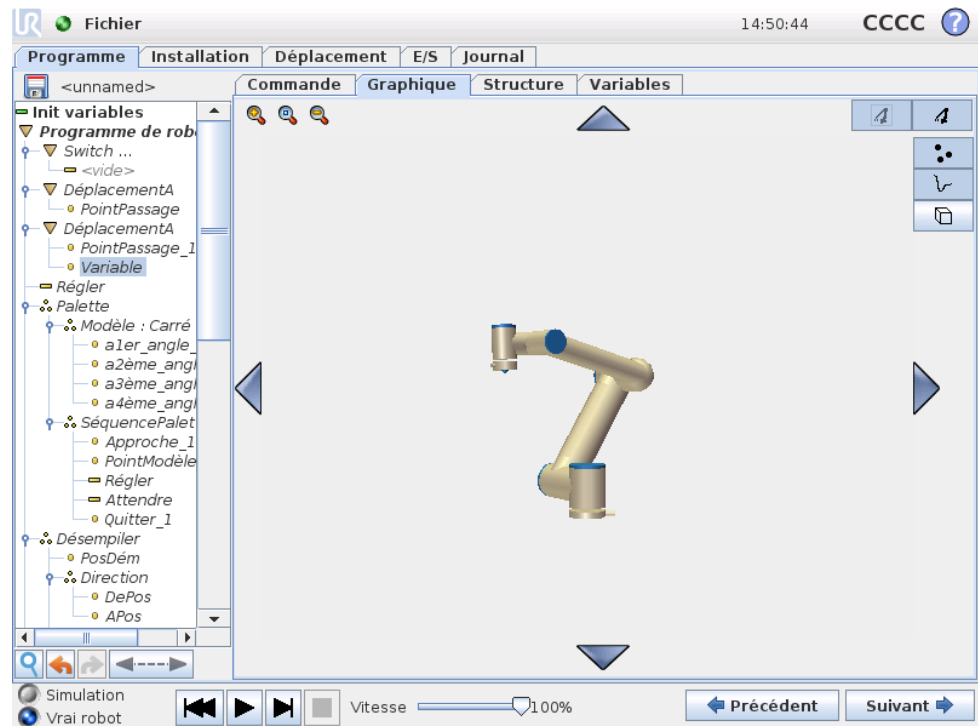 UR Fichier 14:50:44 CCCC ?
Programme Installation Déplacement E/S Journal
<unnamed>
Commande Graphique Structure Variables
Init variables
Programme de rob
Switch ...
<vide>
DéplacementA
PointPassage
DéplacementA
PointPassage_1
Variable
Régler
Palette
Modèle : Carré
a1er_angle_
a2ème_angl
a3ème_angl
a4ème_angl
SéquencePalet
Approche_1
PointModèle
Régler
Attendre
Quitter_1
Désempiler
PosDém
Direction
DePos
APos
Simulation
Vrai robot
Vitesse 100%
Précédent Suivant